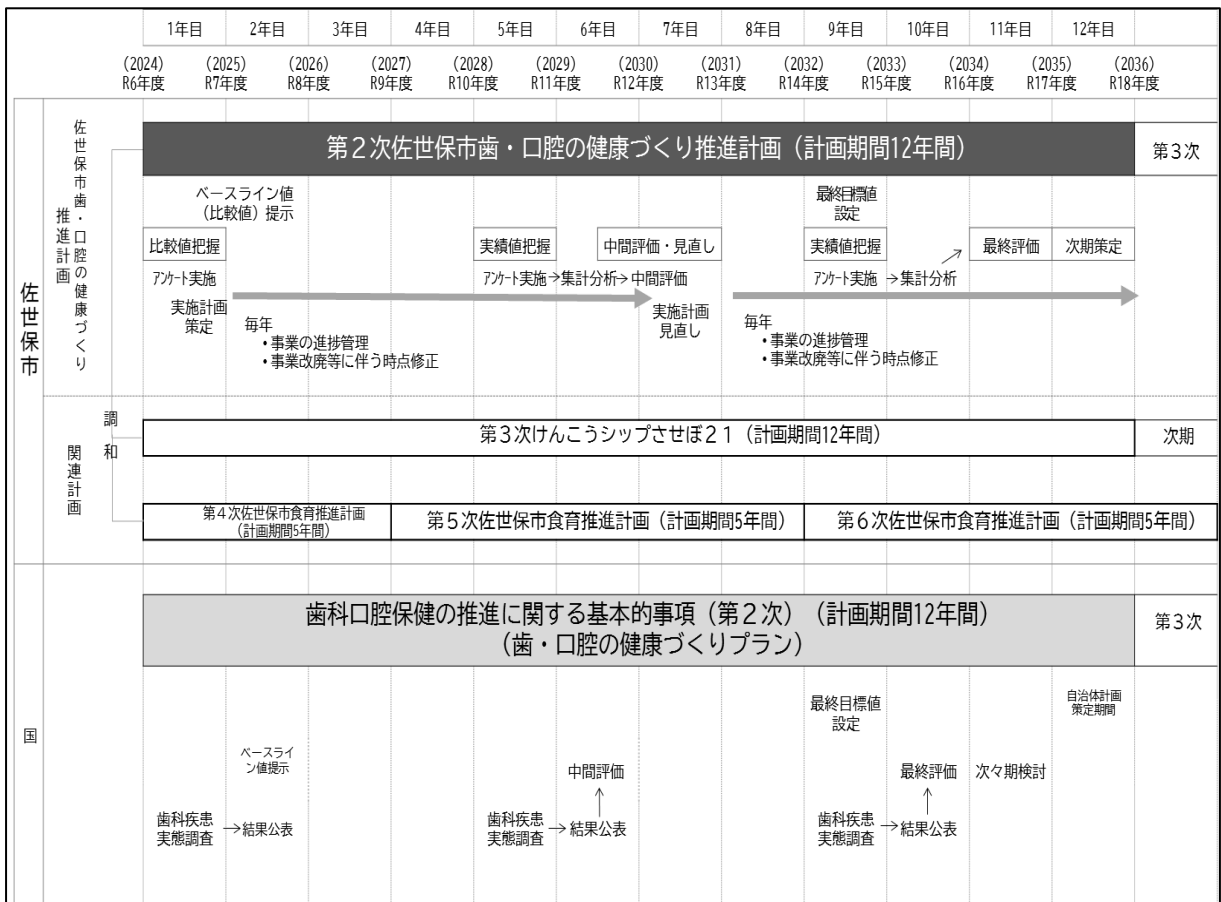 1年目 2年目 3年目 4年目 5年目 6年目 7年目 8年目 9年目 10年目 11年目 12年目
(2024) (2025) (2026) (2027) (2028) (2029) (2030) (2031) (2032) (2033) (2034) (2035) (2036)
R6年度 R7年度 R8年度 R9年度 R10年度 R11年度 R12年度 R13年度 R14年度 R15年度 R16年度 R17年度 R18年度
佐世保市
佐世保市歯・口腔の健康づくり
推進計画
第2次佐世保市歯・口腔の健康づくり推進計画(計画期間12年間)
第3次
ベースライン値
(比較値)提示
最終目標値
設定
比較値把握
実績値把握
中間評価・見直し
実績値把握
最終評価
次期策定
アンケート実施
アンケート実施→集計分析→中間評価
アンケート実施→集計分析
実施計画
策定
毎年
・事業の進捗管理
・事業改廃等に伴う時点修正
実施計画
見直し
毎年
・事業の進捗管理
・事業改廃等に伴う時点修正
調和
関連計画
第3次けんこうシップさせぼ21(計画期間12年間)
次期
第4次佐世保市食育推進計画
(計画期間5年間)
第5次佐世保市食育推進計画(計画期間5年間)
第6次佐世保市食育推進計画(計画期間5年間)
国
歯科口腔保健の推進に関する基本的事項(第2次)(計画期間12年間)
(歯・口腔の健康づくりプラン)
第3次
最終目標値
設定
自治体計画
策定期間
ベースライ
ン値提示
中間評価
最終評価
次々期検討
↑
↑
歯科疾患
実態調査
→結果公表
歯科疾患
実態調査
→結果公表
歯科疾患
実態調査
→結果公表